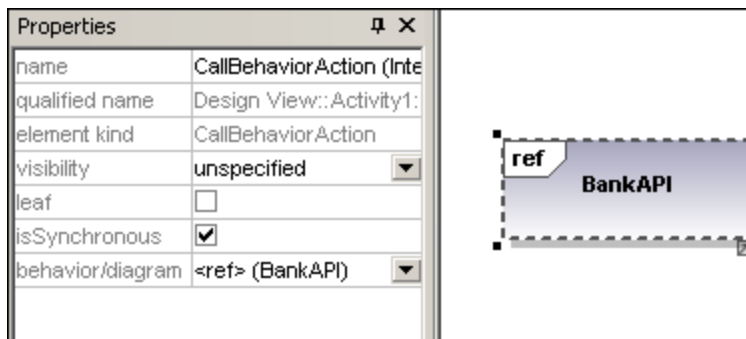 Properties
name CallBehaviorAction (Inte
qualified name Design View::Activity1:
element kind CallBehaviorAction
visibility unspecified
leaf
isSynchronous
behavior/diagram <ref> (BankAPI)
ref
BankAPI